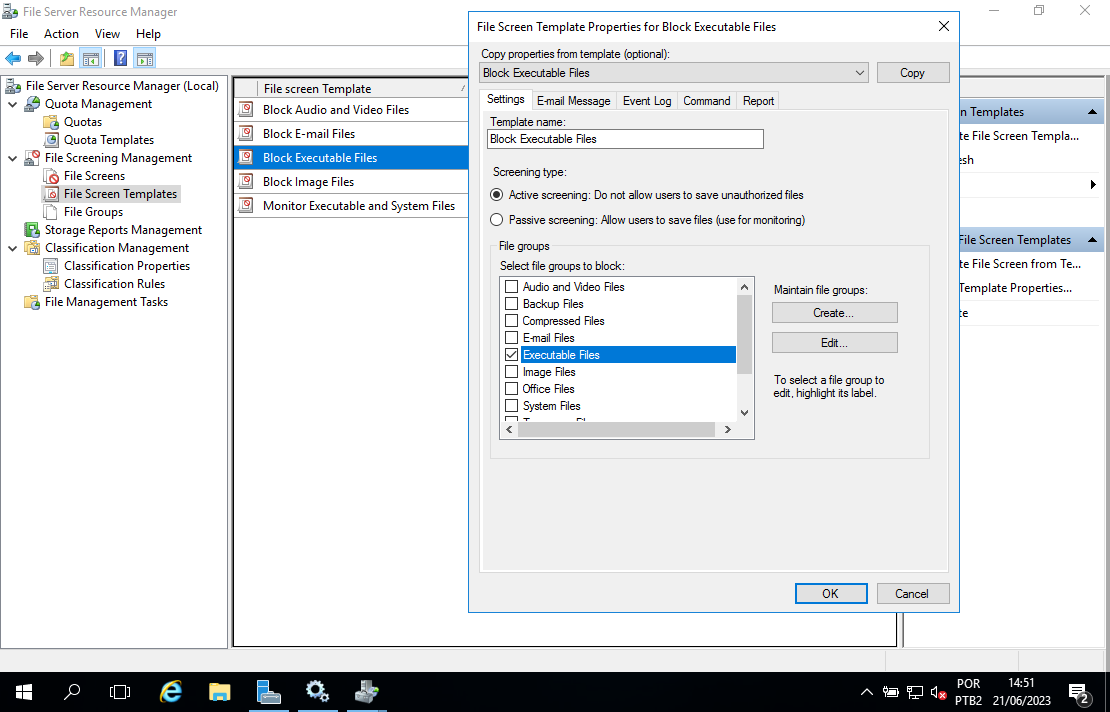 File Server Resource Manager
File Action View Help
File Server Resource Manager (Local)
Quota Management
Quotas
Quota Templates
File Screening Management
File Screens
File Screen Templates
File Groups
Storage Reports Management
Classification Management
Classification Properties
Classification Rules
File Management Tasks
File screen Template
Block Audio and Video Files
Block E-mail Files
Block Executable Files
Block Image Files
Monitor Executable and System Files
File Screen Template Properties for Block Executable Files
Copy properties from template (optional):
Block Executable Files
Copy
Settings E-mail Message Event Log Command Report
Template name:
Block Executable Files
Screening type:
Active screening: Do not allow users to save unauthorized files
Passive screening: Allow users to save files (use for monitoring)
File groups
Select file groups to block:
Audio and Video Files
Backup Files
Compressed Files
E-mail Files
Executable Files
Image Files
Office Files
System Files
Maintain file groups:
Create...
Edit...
To select a file group to
edit, highlight its label.
OK Cancel
n Templates
te File Screen Templa...
esh
File Screen Templates
te File Screen from Te...
Template Properties...
te
POR
PTB2
14:51
21/06/2023
2